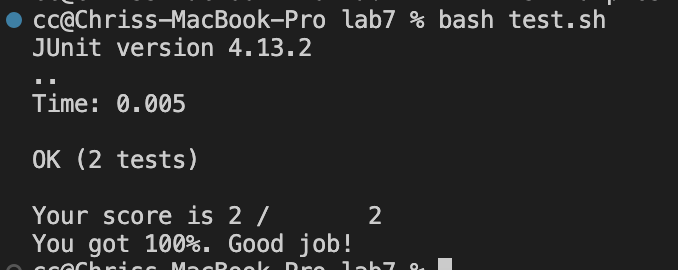 cc@Chriss-MacBook-Pro lab7 % bash test.sh
JUnit version 4.13.2
..
Time: 0.005
OK (2 tests)
Your score is 2 /       2
You got 100%. Good job!
cc@Chriss-MacBook-Pro lab7 %